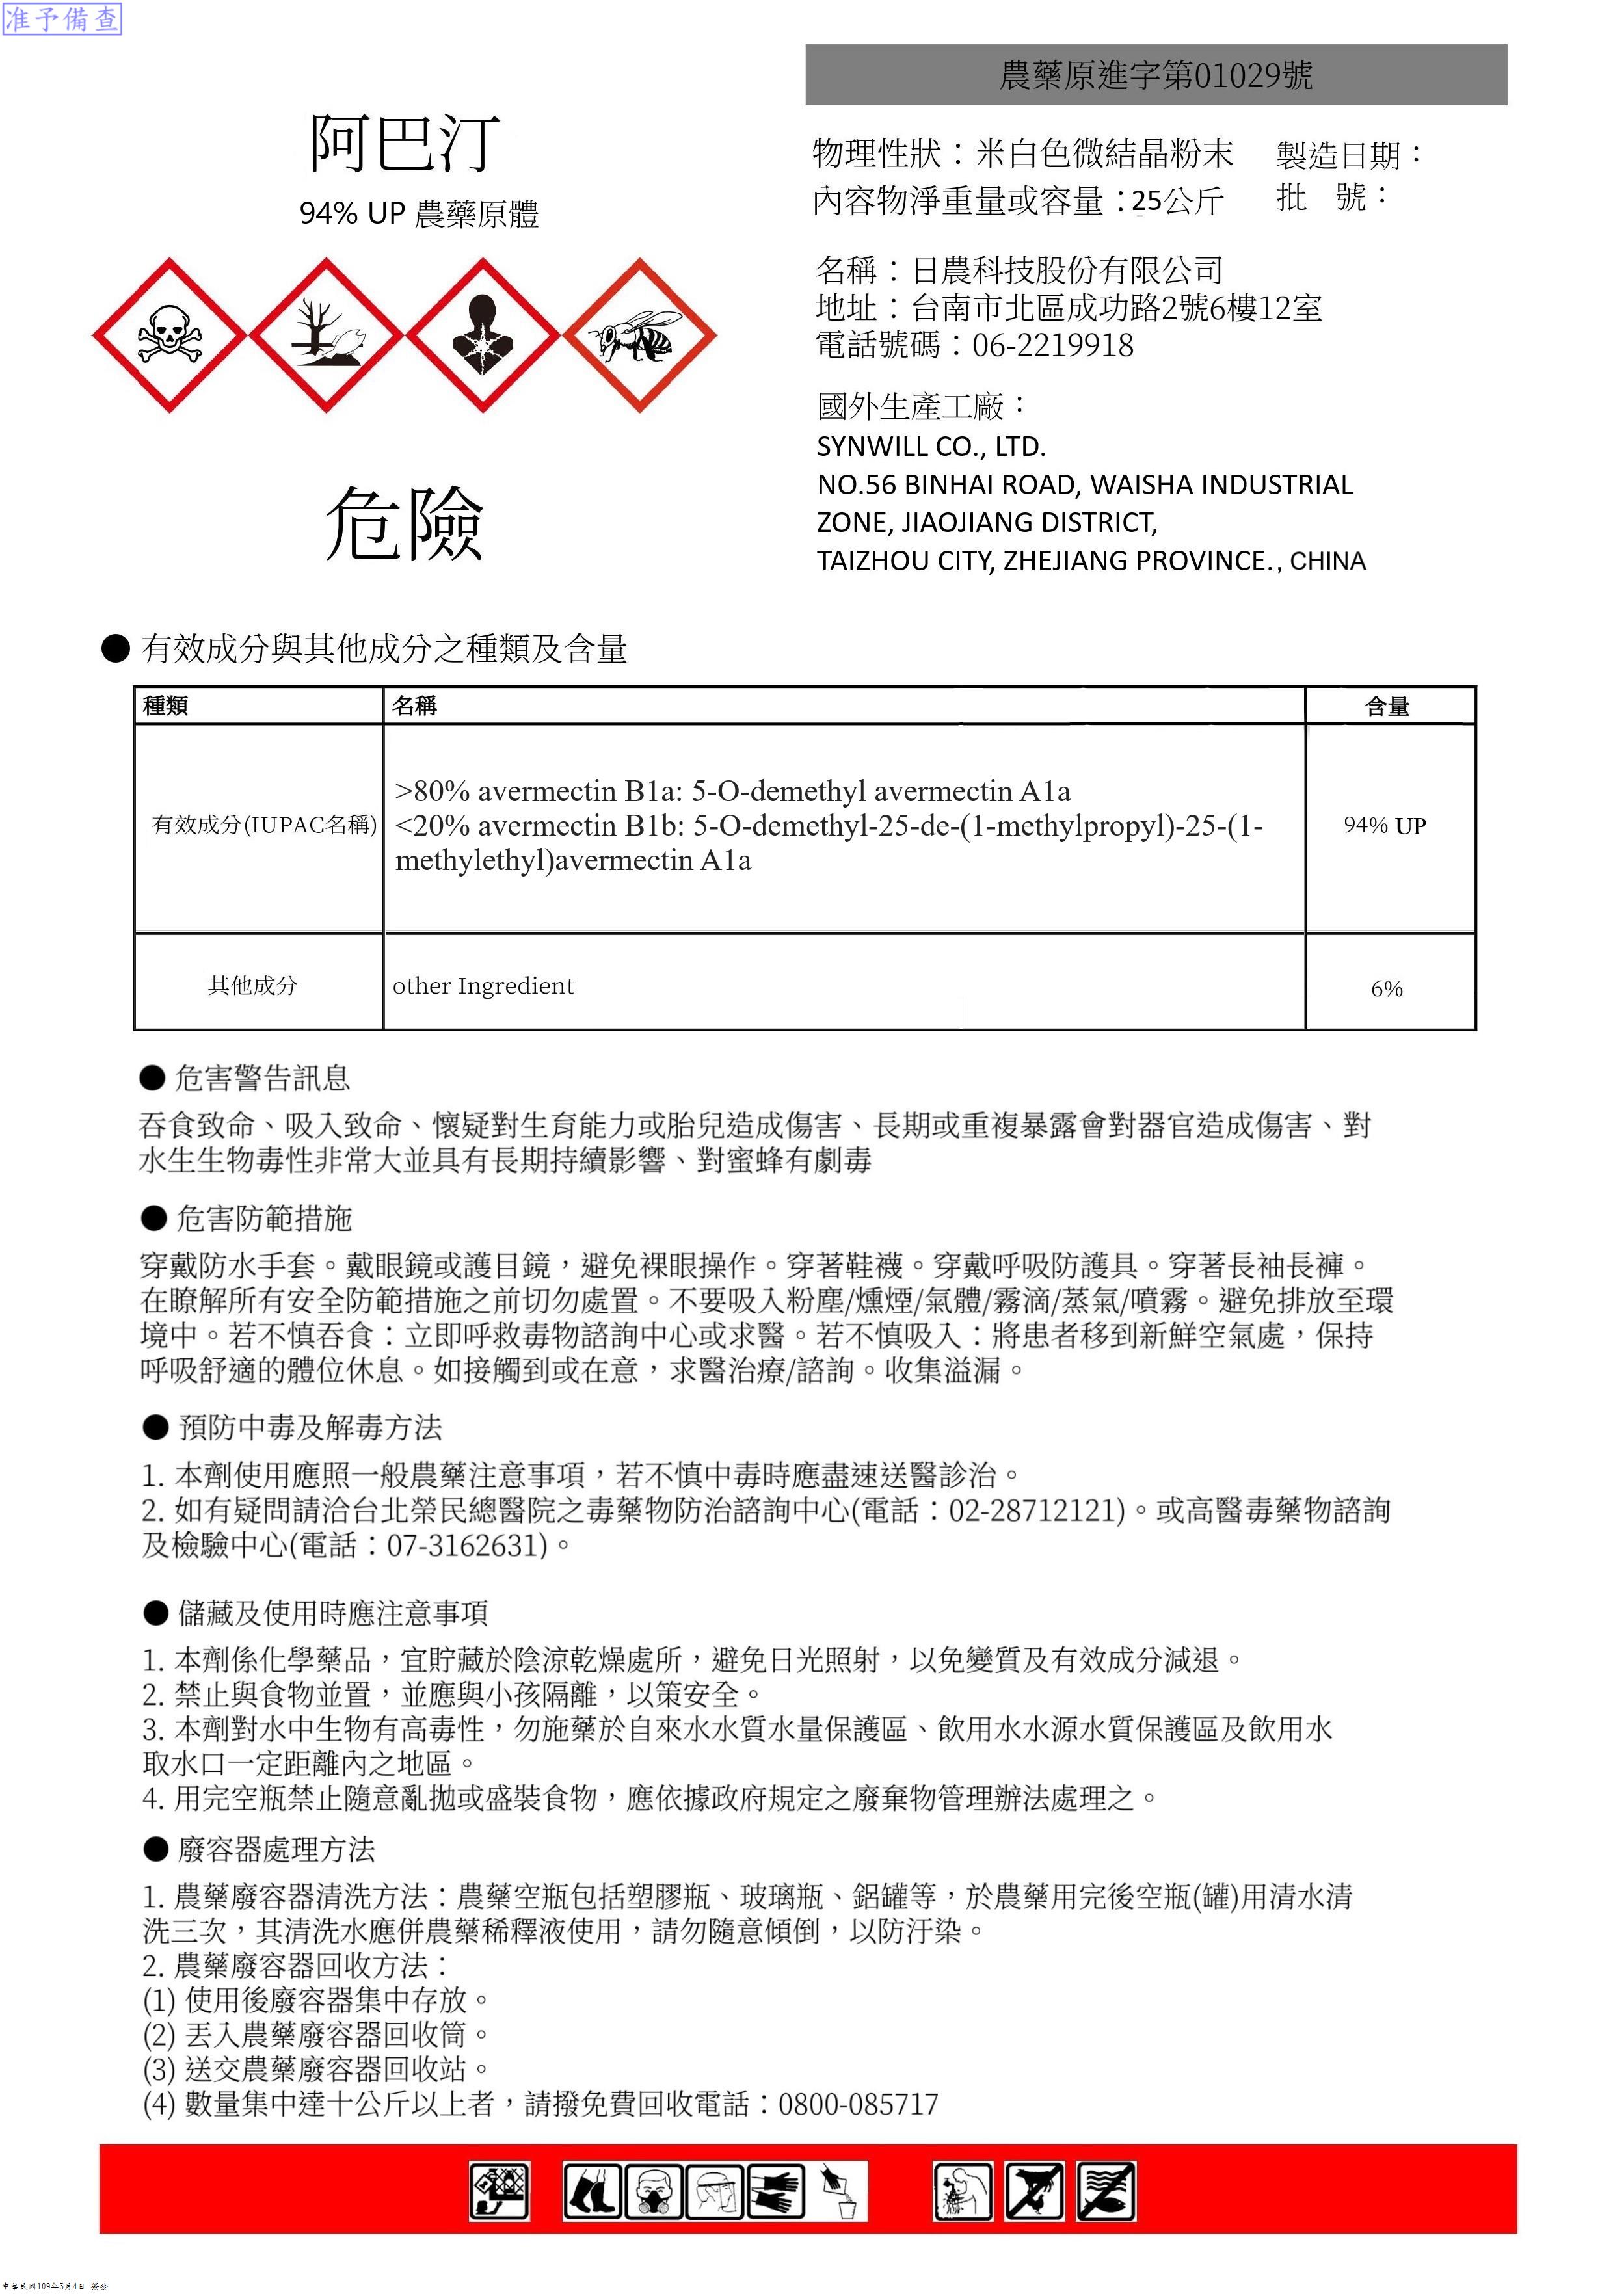 准予備查
農藥原進字第01029號
阿巴汀
94% UP 農藥原體
物理性狀：米白色微結晶粉末
製造日期：
內容物淨重量或容量：25公斤
批　號：
名稱：日農科技股份有限公司
地址：台南市北區成功路2號6樓12室
電話號碼：06-2219918
國外生產工廠：
SYNWILL CO., LTD.
NO.56 BINHAI ROAD, WAISHA INDUSTRIAL
ZONE, JIAOJIANG DISTRICT,
TAIZHOU CITY, ZHEJIANG PROVINCE., CHINA
危險
● 有效成分與其他成分之種類及含量
種類 名稱 含量
>80% avermectin B1a: 5-O-demethyl avermectin A1a
有效成分(IUPAC名稱) <20% avermectin B1b: 5-O-demethyl-25-de-(1-methylpropyl)-25-(1- 94% UP
methylethyl)avermectin A1a
其他成分 other Ingredient 6%
● 危害警告訊息
吞食致命、吸入致命、懷疑對生育能力或胎兒造成傷害、長期或重複暴露會對器官造成傷害、對
水生生物毒性非常大並具有長期持續影響、對蜜蜂有劇毒
● 危害防範措施
穿戴防水手套。戴眼鏡或護目鏡，避免裸眼操作。穿著鞋襪。穿戴呼吸防護具。穿著長袖長褲。
在瞭解所有安全防範措施之前切勿處置。不要吸入粉塵/燻煙/氣體/霧滴/蒸氣/噴霧。避免排放至環
境中。若不慎吞食：立即呼救毒物諮詢中心或求醫。若不慎吸入：將患者移到新鮮空氣處，保持
呼吸舒適的體位休息。如接觸到或在意，求醫治療/諮詢。收集溢漏。
● 預防中毒及解毒方法
1. 本劑使用應照一般農藥注意事項，若不慎中毒時應盡速送醫診治。
2. 如有疑問請洽台北榮民總醫院之毒藥物防治諮詢中心(電話：02-28712121)。或高醫毒藥物諮詢
及檢驗中心(電話：07-3162631)。
● 儲藏及使用時應注意事項
1. 本劑係化學藥品，宜貯藏於陰涼乾燥處所，避免日光照射，以免變質及有效成分減退。
2. 禁止與食物並置，並應與小孩隔離，以策安全。
3. 本劑對水中生物有高毒性，勿施藥於自來水水質水量保護區、飲用水水源水質保護區及飲用水
取水口一定距離內之地區。
4. 用完空瓶禁止隨意亂拋或盛裝食物，應依據政府規定之廢棄物管理辦法處理之。
● 廢容器處理方法
1. 農藥廢容器清洗方法：農藥空瓶包括塑膠瓶、玻璃瓶、鋁罐等，於農藥用完後空瓶(罐)用清水清
洗三次，其清洗水應併農藥稀釋液使用，請勿隨意傾倒，以防汙染。
2. 農藥廢容器回收方法：
(1) 使用後廢容器集中存放。
(2) 丟入農藥廢容器回收筒。
(3) 送交農藥廢容器回收站。
(4) 數量集中達十公斤以上者，請撥免費回收電話：0800-085717
中華民國109年5月4日 簽發